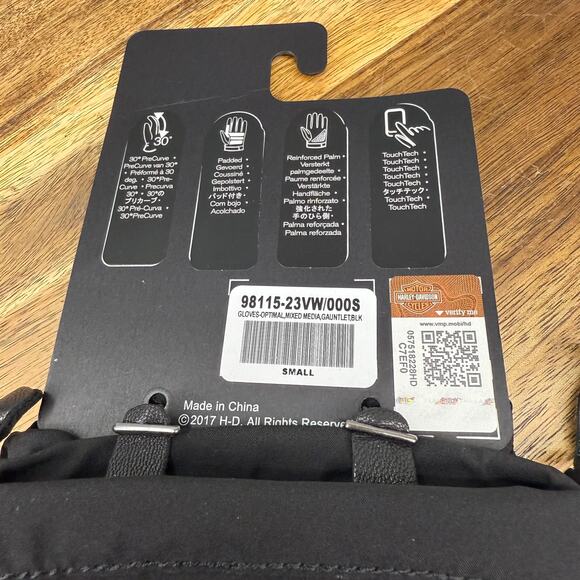 30°
30° PreCurve •
PreCurve van 30°
• Préformé à 30
deg. • 30°Pre-
Curve • Precurva
30° • 30°の
プリカーブ •
30° Pré-Curva •
30°PreCurve
Padded •
Gevoerd •
Coussiné •
Gepolstert •
Imbottivo •
パッド付き •
Com bojo •
Acolchado
Reinforced Palm •
Versterkt
palmgedeelte •
Paume renforcée •
Verstärkte
Handfläche •
Palmo rinforzato •
強化された
手のひら側 •
Palma reforçada •
Palma reforzada
TouchTech •
TouchTech •
TouchTech •
TouchTech •
TouchTech •
タッチテック •
TouchTech •
TouchTech
98115-23VW/000S
GLOVES-OPTIMAL,MIXED MEDIA,GAUNTLET,BLK
SMALL
MOTOR
HARLEY-DAVIDSON
CYCLES
verify me
www.vmp.mobi/hd
057518228HD
C7EF0
Made in China
©2017 H-D. All Rights Reserved